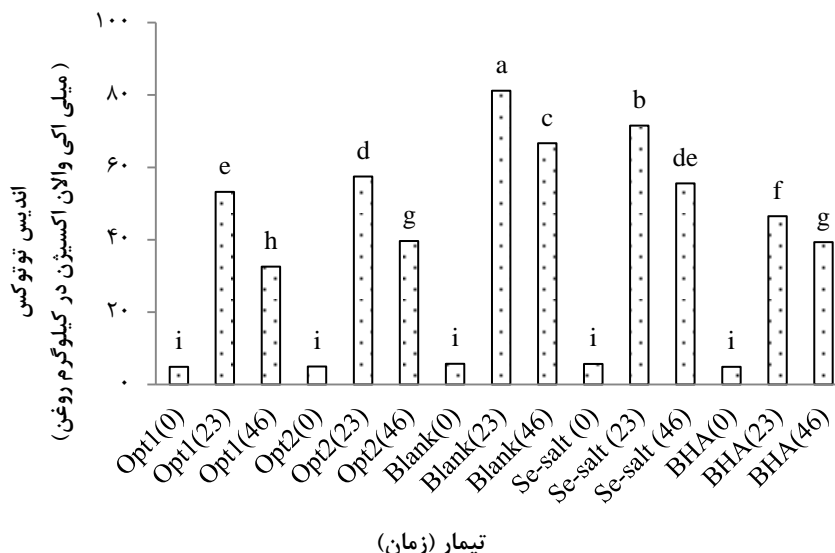 اندیس توتوکس
(میلی اکی والان اکسیژن در کیلوگرم روغن)
۱۰۰
۸۰
۶۰
۴۰
۲۰
۰
i
e
h
i
d
g
i
a
c
i
b
de
i
f
g
Opt1(0)
Opt1(23)
Opt1(46)
Opt2(0)
Opt2(23)
Opt2(46)
Blank(0)
Blank(23)
Blank(46)
Se-salt (0)
Se-salt (23)
Se-salt (46)
BHA(0)
BHA(23)
BHA(46)
تیمار (زمان)